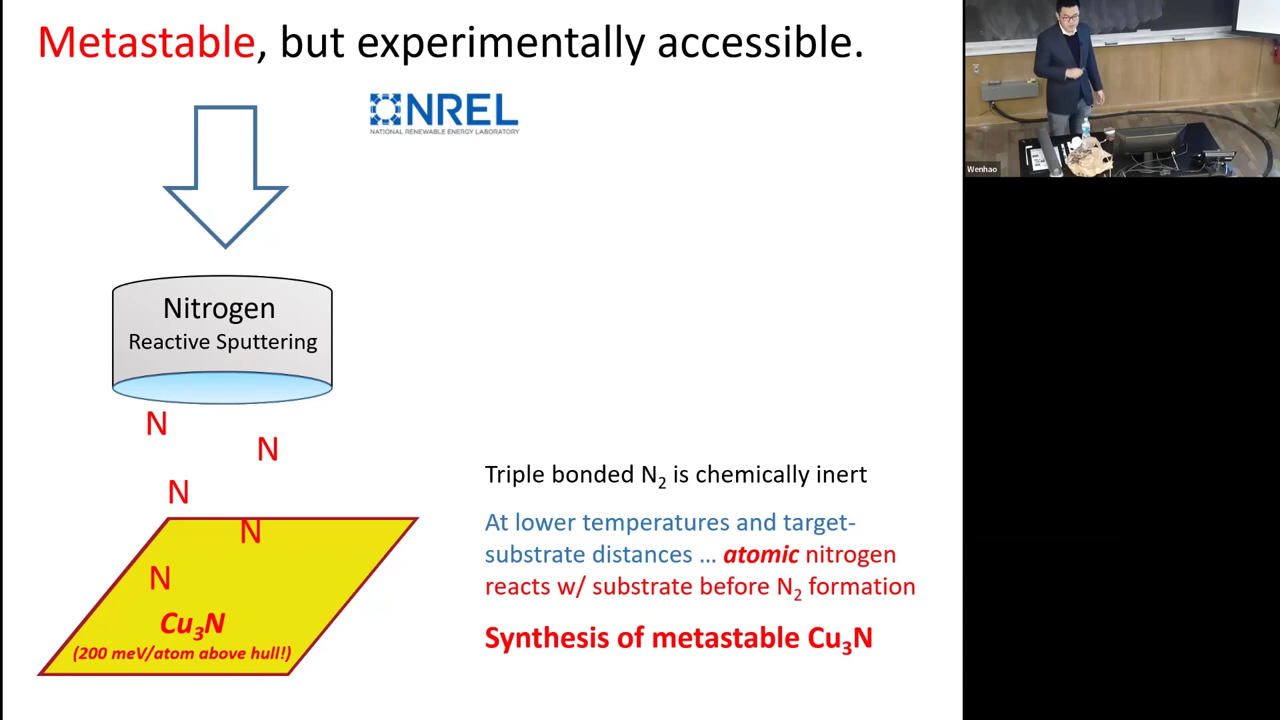 Metastable, but experimentally accessible.
NREL
NATIONAL RENEWABLE ENERGY LABORATORY
Wenhao
Nitrogen
Reactive Sputtering
N
N
N
N
N
Cu₃N
(200 meV/atom above hull!)
Triple bonded N₂ is chemically inert
At lower temperatures and target-
substrate distances ... atomic nitrogen
reacts w/ substrate before N₂ formation
Synthesis of metastable Cu₃N